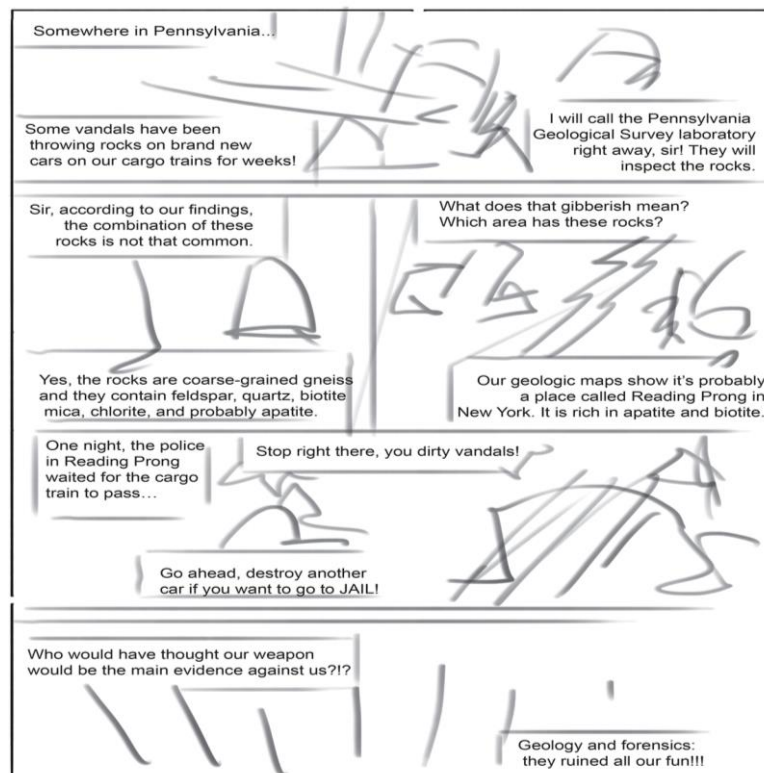 Somewhere in Pennsylvania...
Some vandals have been
throwing rocks on brand new
cars on our cargo trains for weeks!
I will call the Pennsylvania
Geological Survey laboratory
right away, sir! They will
inspect the rocks.
Sir, according to our findings,
the combination of these
rocks is not that common.
What does that gibberish mean?
Which area has these rocks?
Yes, the rocks are coarse-grained gneiss
and they contain feldspar, quartz, biotite
mica, chlorite, and probably apatite.
Our geologic maps show it's probably
a place called Reading Prong in
New York. It is rich in apatite and biotite.
One night, the police
in Reading Prong
waited for the cargo
train to pass…
Stop right there, you dirty vandals!
Go ahead, destroy another
car if you want to go to JAIL!
Who would have thought our weapon
would be the main evidence against us?!?
Geology and forensics:
they ruined all our fun!!!